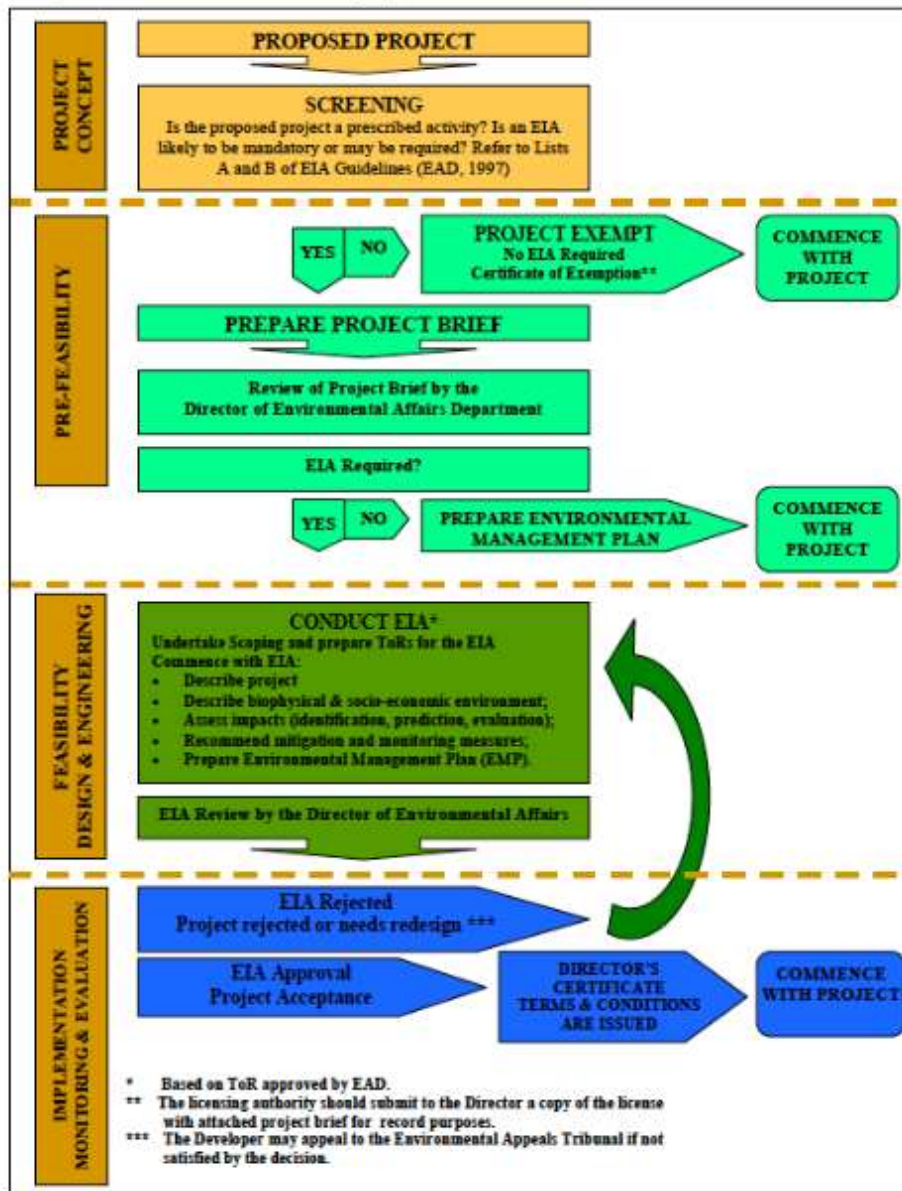 PROJECT
CONCEPT
PROPOSED PROJECT
SCREENING
Is the proposed project a prescribed activity? Is an EIA
likely to be mandatory or may be required? Refer to Lists
A and B of EIA Guidelines (EAD, 1997)
PRE-FEASIBILITY
YES
NO
PROJECT EXEMPT
No EIA Required
Certificate of Exemption**
COMMENCE
WITH
PROJECT
PREPARE PROJECT BRIEF
Review of Project Brief by the
Director of Environmental Affairs Department
EIA Required?
YES
NO
PREPARE ENVIRONMENTAL
MANAGEMENT PLAN
COMMENCE
WITH
PROJECT
FEASIBILITY
DESIGN & ENGINEERING
CONDUCT EIA*
Undertake Scoping and prepare ToRs for the EIA
Commence with EIA:
• Describe project
• Describe biophysical & socio-economic environment;
• Assess impacts (identification, prediction, evaluation);
• Recommend mitigation and monitoring measures;
• Prepare Environmental Management Plan (EMP).
EIA Review by the Director of Environmental Affairs
IMPLEMENTATION
MONITORING & EVALUATION
EIA Rejected
Project rejected or needs redesign ***
EIA Approval
Project Acceptance
DIRECTOR'S
CERTIFICATE
TERMS & CONDITIONS
ARE ISSUED
COMMENCE
WITH PROJECT
* Based on ToR approved by EAD.
** The licensing authority should submit to the Director a copy of the license
with attached project brief for record purposes.
*** The Developer may appeal to the Environmental Appeals Tribunal if not
satisfied by the decision.